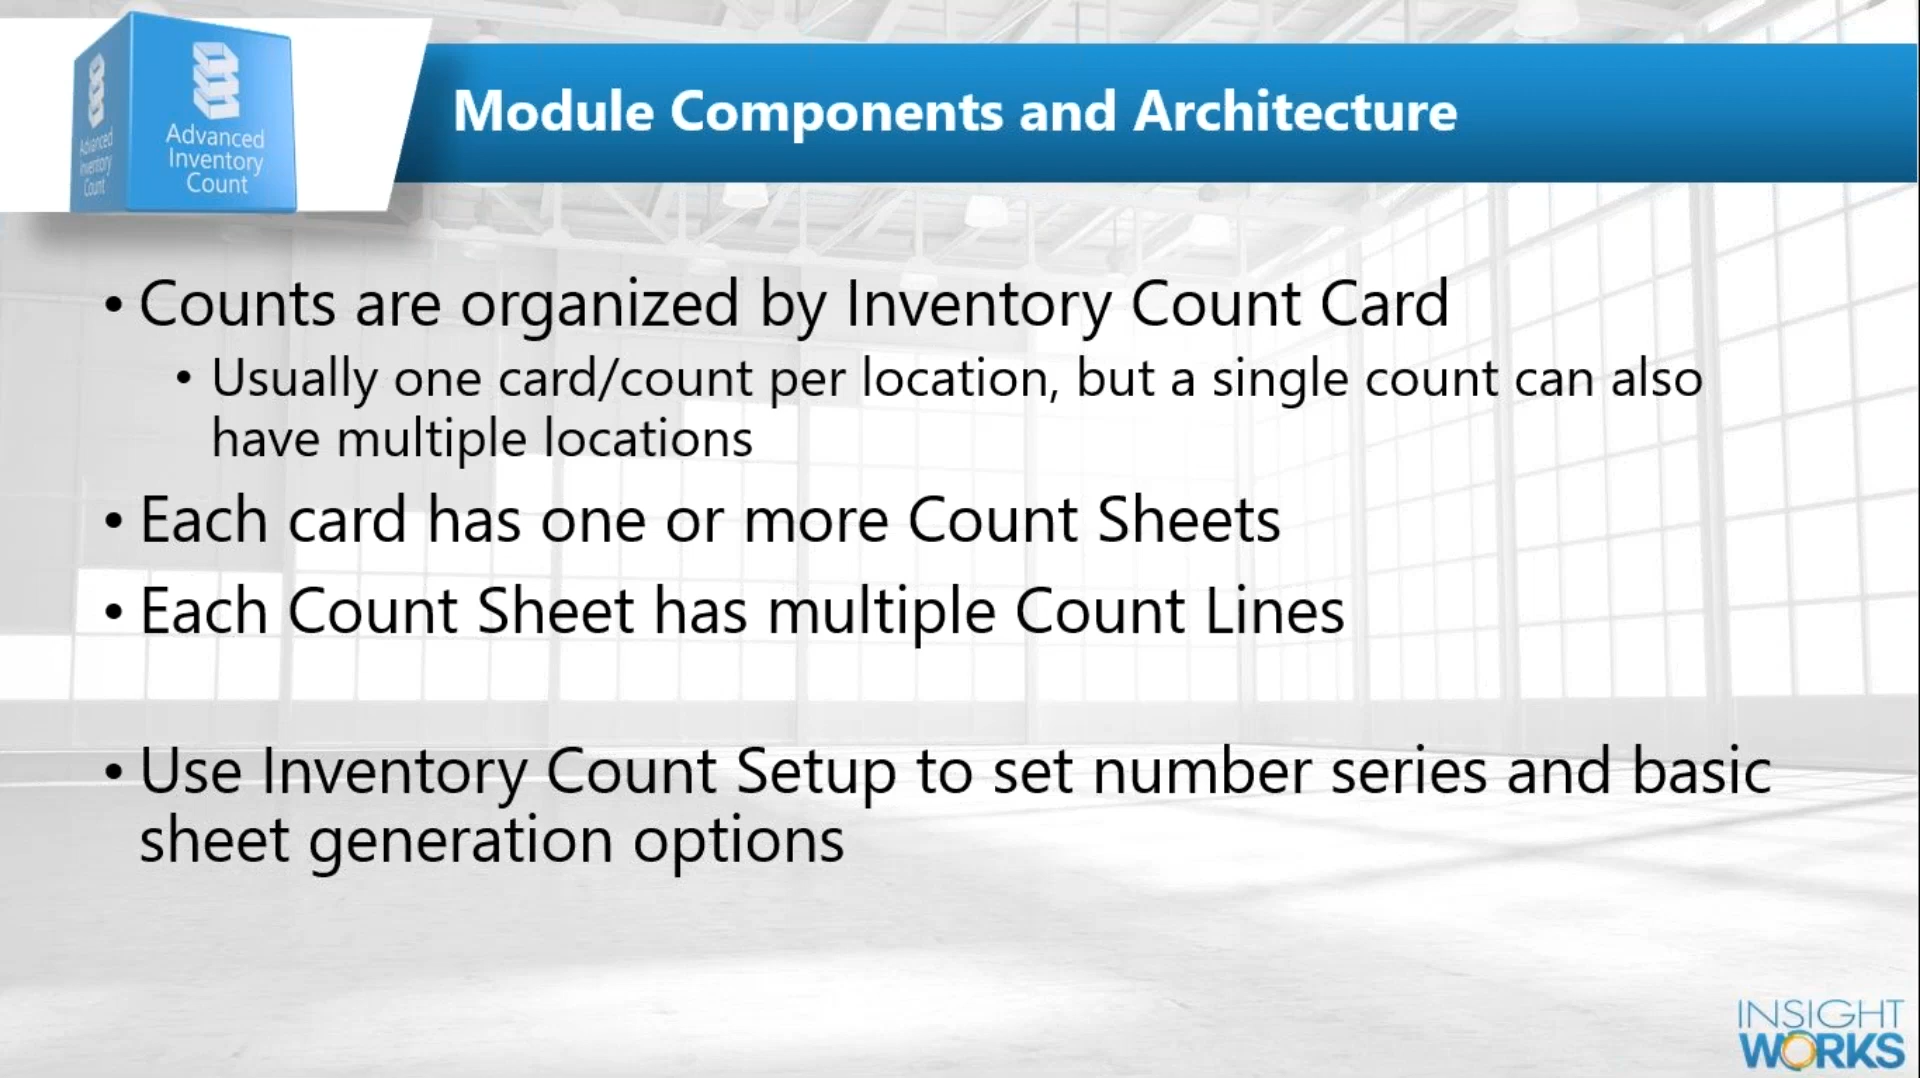 Advanced
Inventory
Count
Advanced
Inventory
Count
Module Components and Architecture
• Counts are organized by Inventory Count Card
• Usually one card/count per location, but a single count can also
have multiple locations
• Each card has one or more Count Sheets
• Each Count Sheet has multiple Count Lines
• Use Inventory Count Setup to set number series and basic
sheet generation options
INSIGHT
WORKS